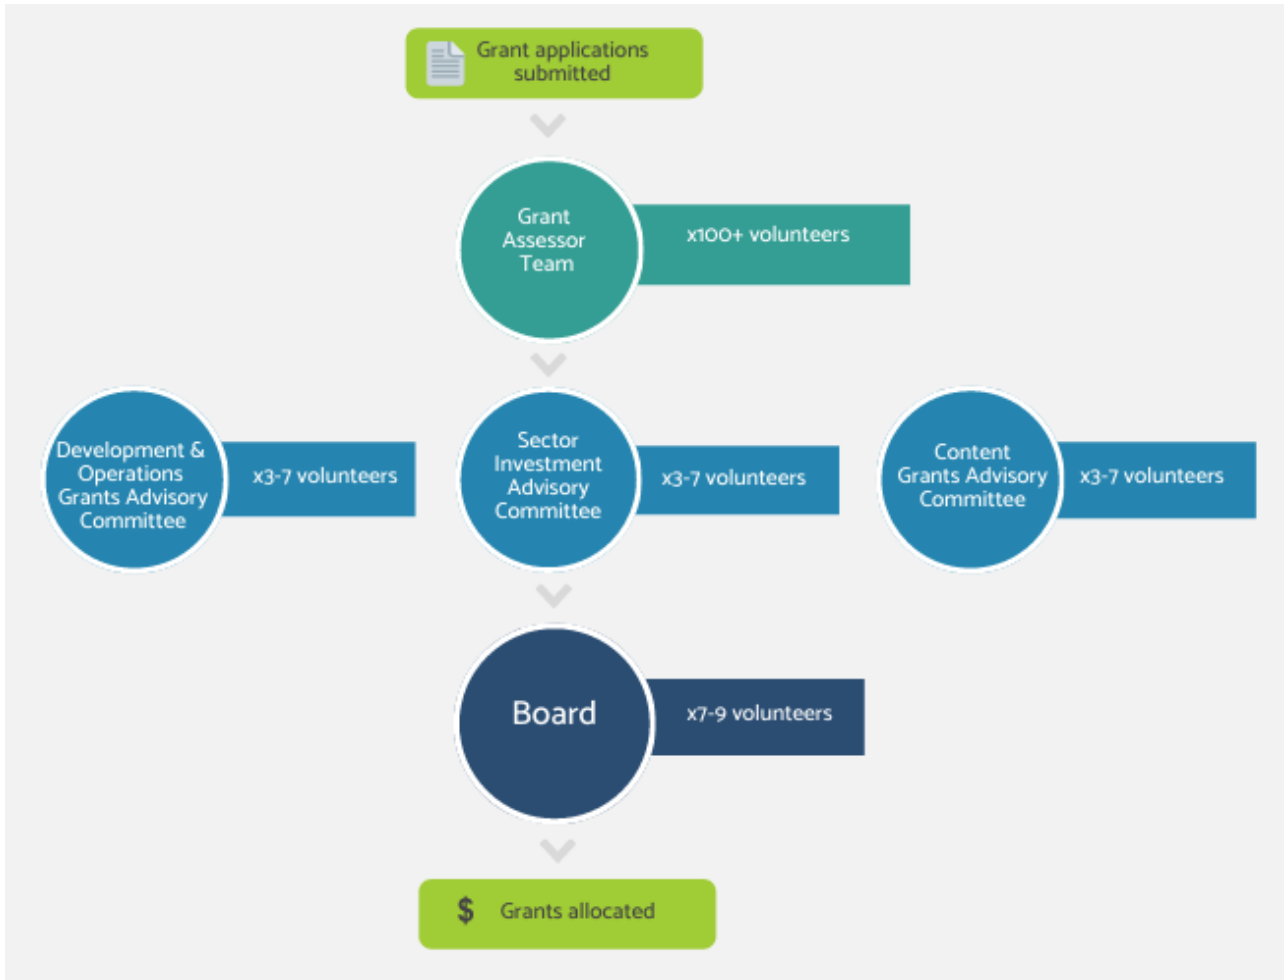 Grant applications
submitted
Grant
Assessor
Team
x100+ volunteers
Development &
Operations
Grants Advisory
Committee
x3-7 volunteers
Sector
Investment
Advisory
Committee
x3-7 volunteers
Content
Grants Advisory
Committee
x3-7 volunteers
Board
x7-9 volunteers
$ Grants allocated